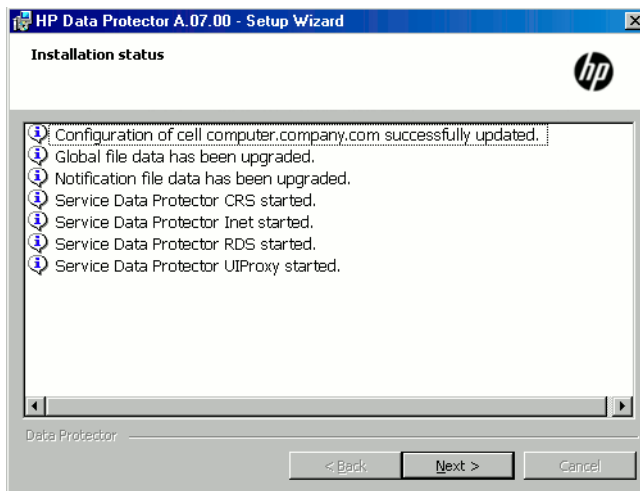 HP Data Protector A.07.00 - Setup Wizard
Installation status
hp
Configuration of cell computer.company.com successfully updated.
Global file data has been upgraded.
Notification file data has been upgraded.
Service Data Protector CRS started.
Service Data Protector Inet started.
Service Data Protector RDS started.
Service Data Protector UIProxy started.
Data Protector
< Back Next > Cancel